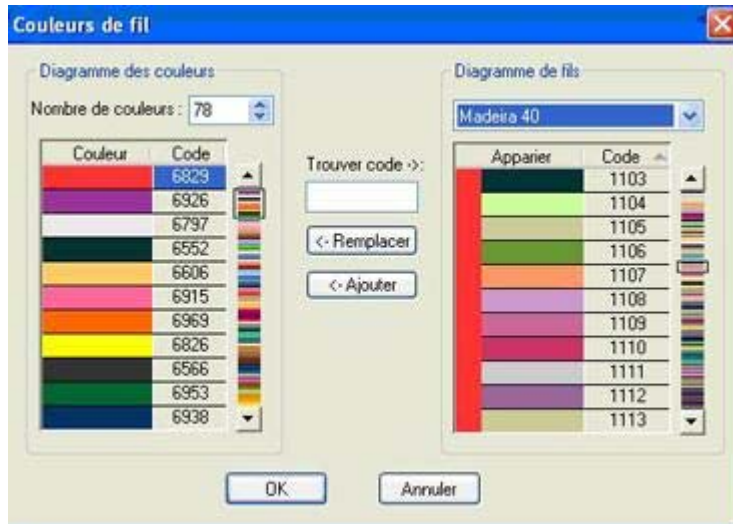 Couleurs de fil
Diagramme des couleurs
Nombre de couleurs : 78
Couleur Code
6829
6926
6797
6552
6606
6915
6969
6826
6566
6953
6938
Trouver code ->:
<- Remplacer
<- Ajouter
Diagramme de fils
Madeira 40
Apparier Code
1103
1104
1105
1106
1107
1108
1109
1110
1111
1112
1113
OK Annuler